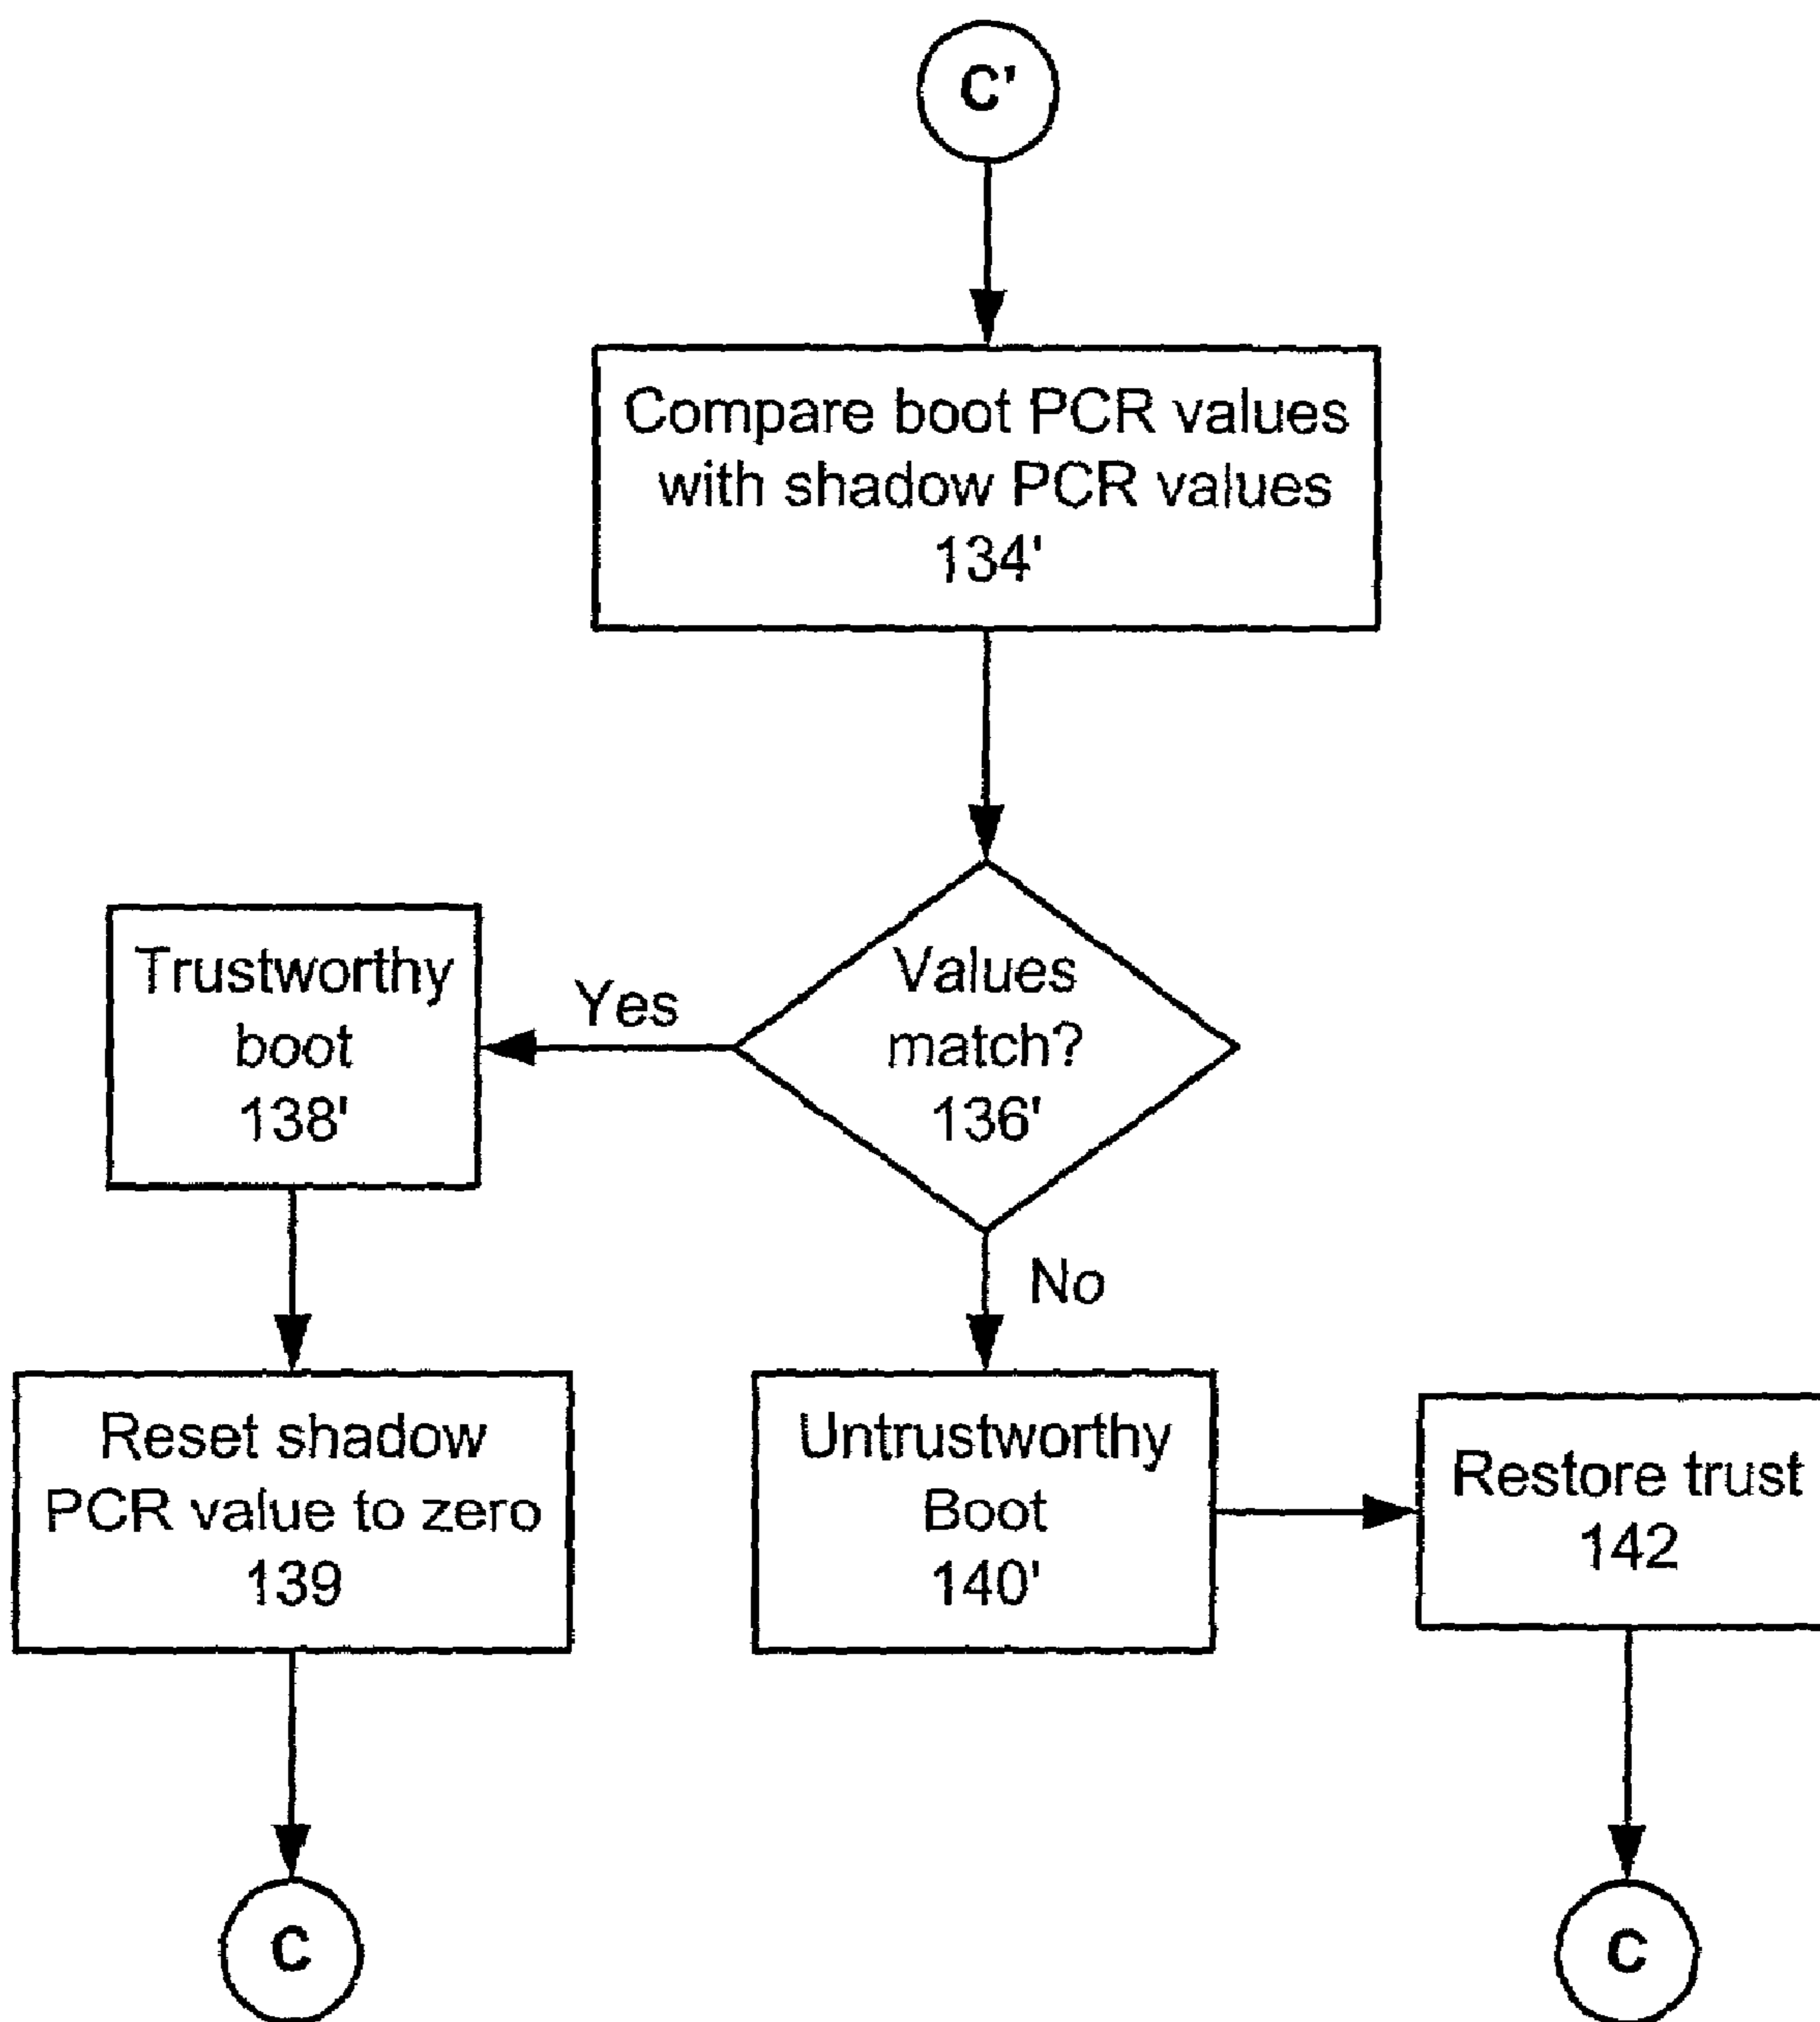 C'
Compare boot PCR values
with shadow PCR values
134'
Values
match?
136'
Yes
Trustworthy
boot
138'
No
Reset shadow
PCR value to zero
139
Untrustworthy
Boot
140'
Restore trust
142
C
C